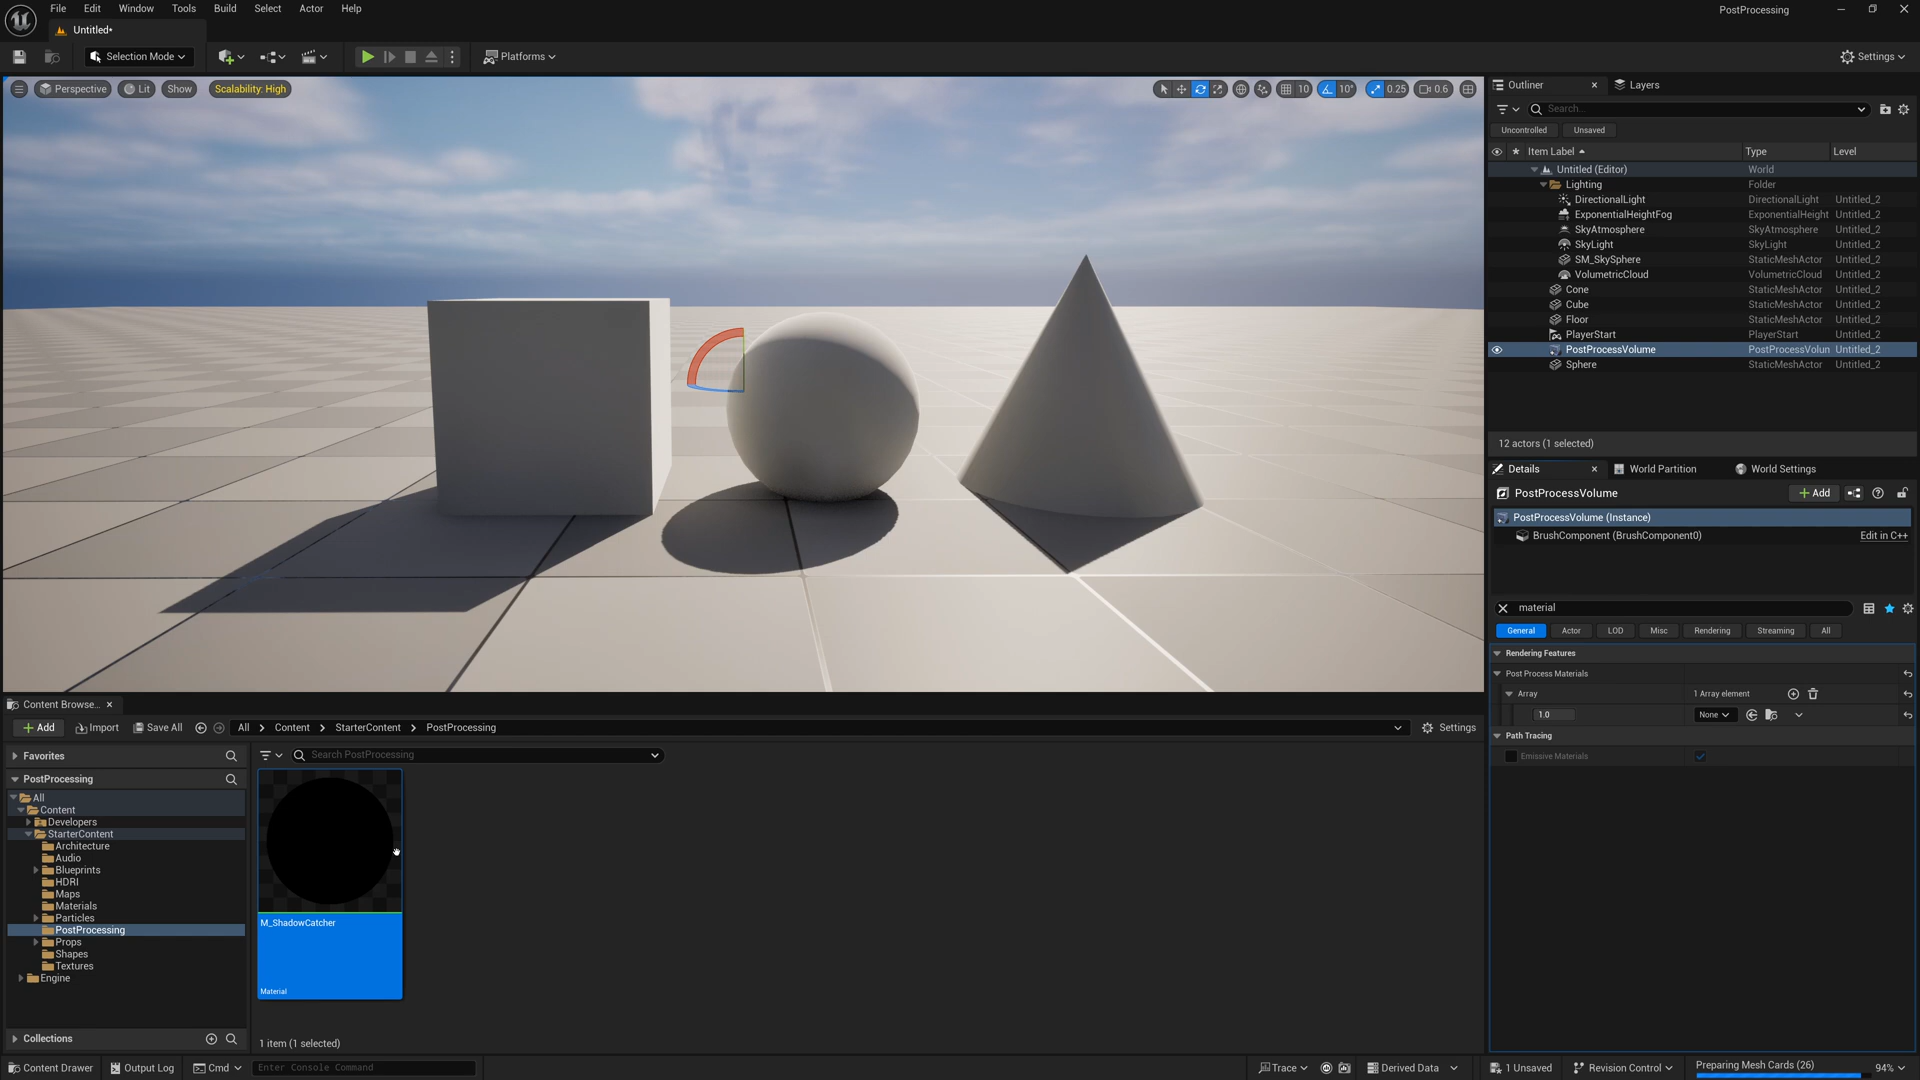 File Edit Window Tools Build Select Actor Help
PostProcessing
Untitled*
Selection Mode
Platforms
Settings
Perspective Lit Show Scalability: High
10 10° 0.25 0.6
Outliner Layers
Search...
Uncontrolled Unsaved
Item Label Type Level
Untitled (Editor) World
Lighting Folder
DirectionalLight DirectionalLight Untitled_2
ExponentialHeightFog ExponentialHeight Untitled_2
SkyAtmosphere SkyAtmosphere Untitled_2
SkyLight SkyLight Untitled_2
SM_SkySphere StaticMeshActor Untitled_2
VolumetricCloud VolumetricCloud Untitled_2
Cone StaticMeshActor Untitled_2
Cube StaticMeshActor Untitled_2
Floor StaticMeshActor Untitled_2
PlayerStart PlayerStart Untitled_2
PostProcessVolume PostProcessVolun Untitled_2
Sphere StaticMeshActor Untitled_2
12 actors (1 selected)
Details World Partition World Settings
PostProcessVolume
Add
PostProcessVolume (Instance)
BrushComponent (BrushComponent0) Edit in C++
material
General Actor LOD Misc Rendering Streaming All
Rendering Features
Post Process Materials
Array 1 Array element
1.0 None
Path Tracing
Emissive Materials
Content Browse...
Add Import Save All All Content StarterContent PostProcessing Settings
Favorites
Search PostProcessing
PostProcessing
All
Content
Developers
StarterContent
Architecture
Audio
Blueprints
HDRI
Maps
Materials
Particles
PostProcessing
Props
Shapes
Textures
Engine
M_ShadowCatcher
Material
Collections
1 item (1 selected)
Content Drawer Output Log Cmd Enter Console Command
Trace Derived Data 1 Unsaved Revision Control
Preparing Mesh Cards (26) 94%